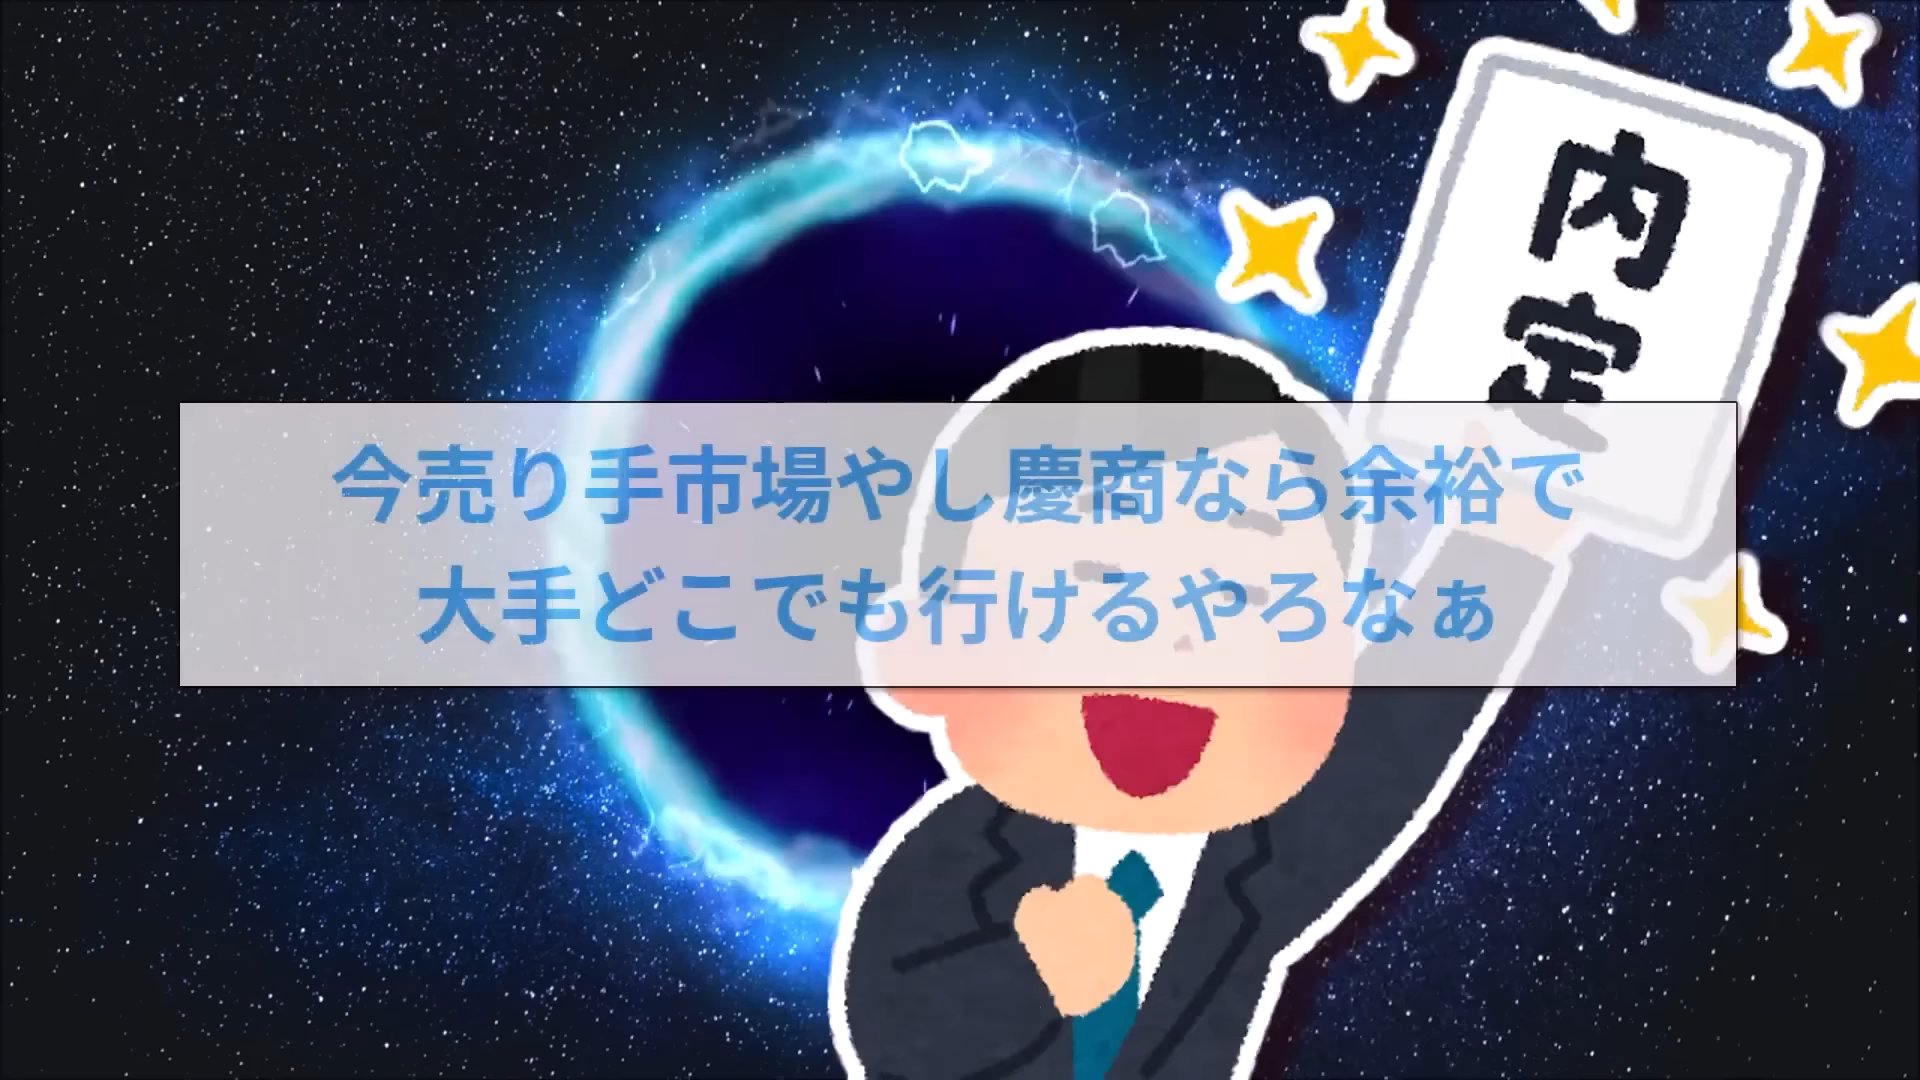 内定
今売り手市場やし慶商なら余裕で
大手どこでも行けるやろなぁ